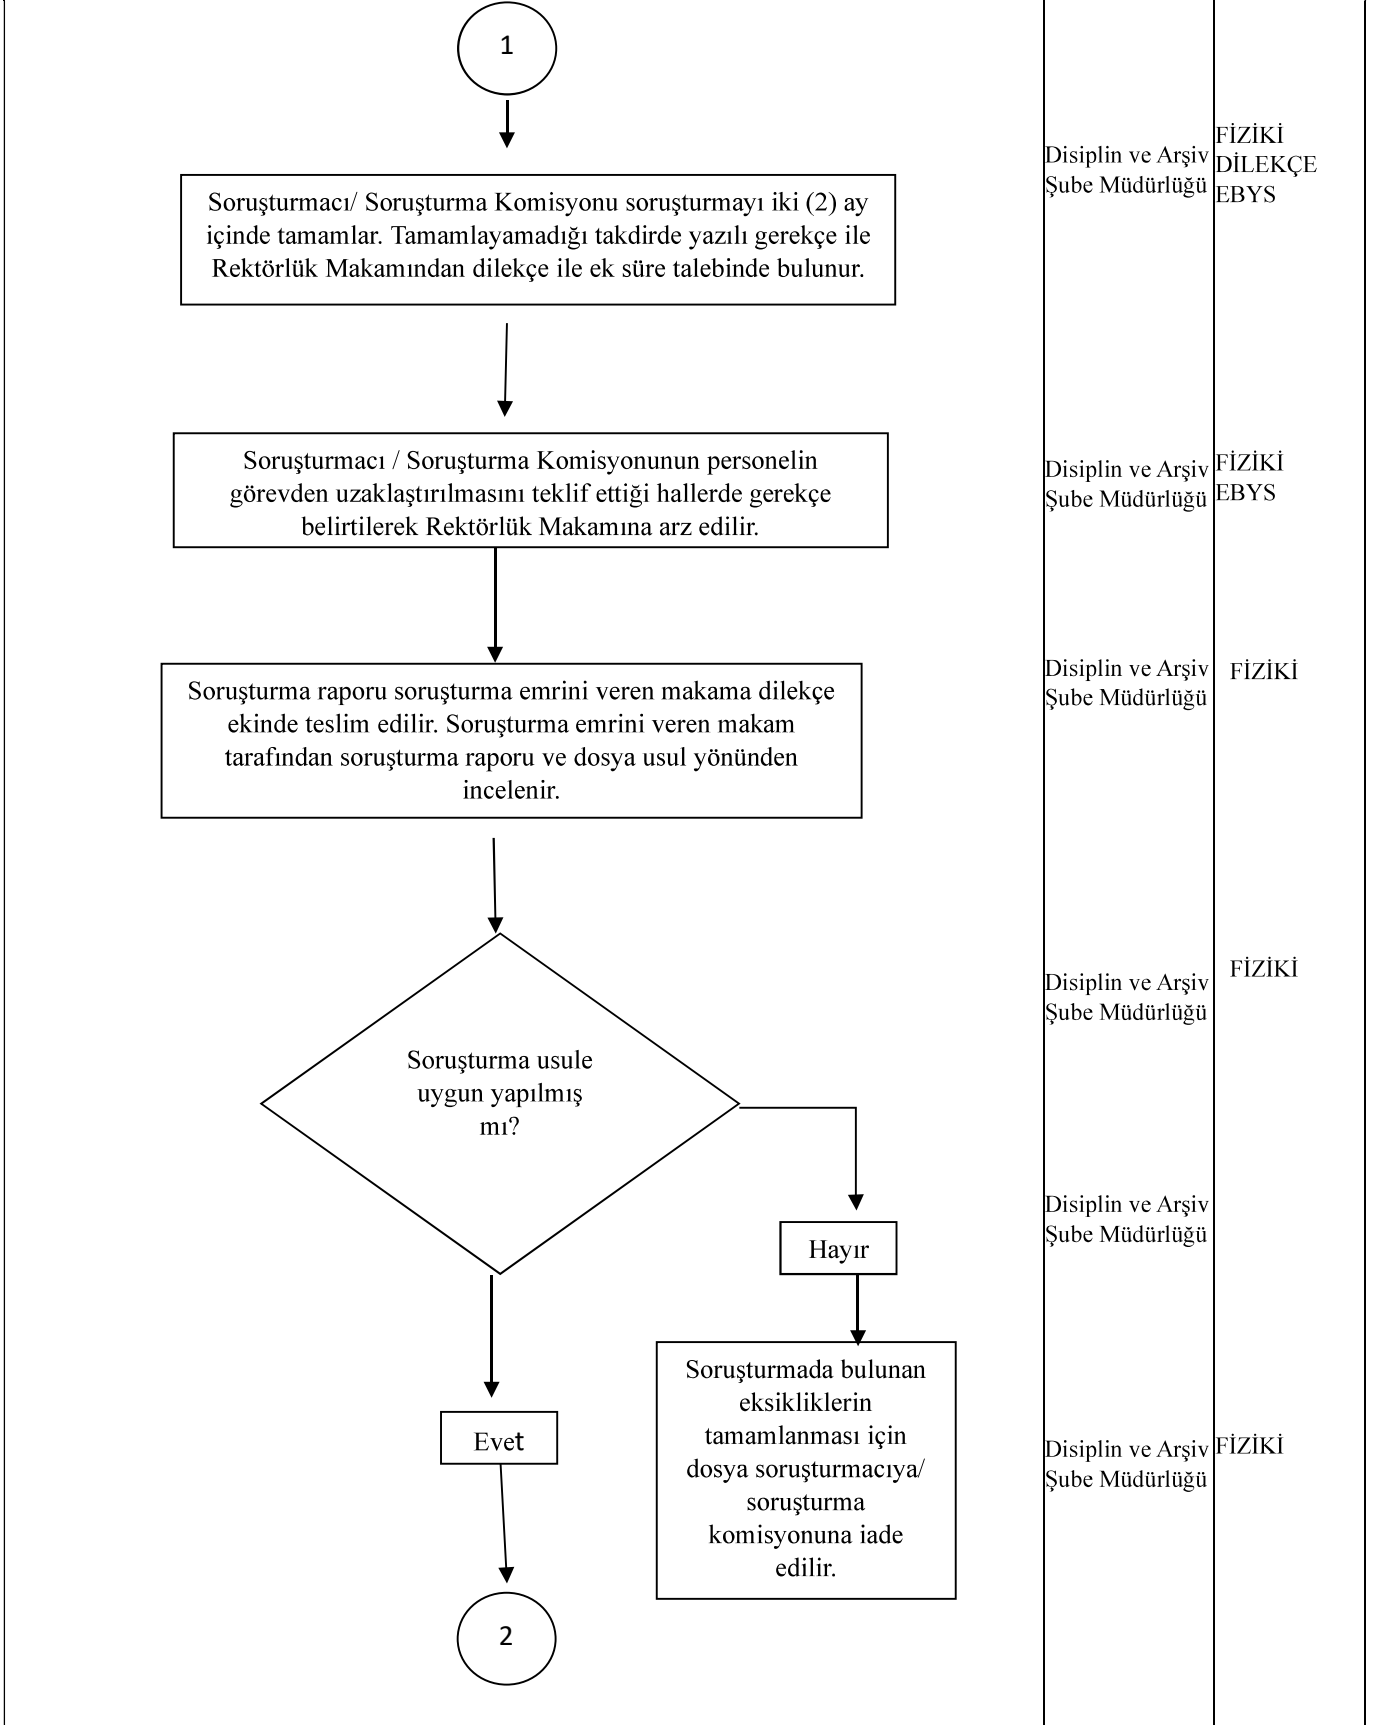 1
Soruşturmacı/ Soruşturma Komisyonu soruşturmayı iki (2) ay
içinde tamamlar. Tamamlayamadığı takdirde yazılı gerekçe ile
Rektörlük Makamından dilekçe ile ek süre talebinde bulunur.
Disiplin ve Arşiv
Şube Müdürlüğü
FİZİKİ
DİLEKÇE
EBYS
Soruşturmacı / Soruşturma Komisyonunun personelin
görevden uzaklaştırılmasını teklif ettiği hallerde gerekçe
belirtilerek Rektörlük Makamına arz edilir.
Disiplin ve Arşiv
Şube Müdürlüğü
FİZİKİ
EBYS
Soruşturma raporu soruşturma emrini veren makama dilekçe
ekinde teslim edilir. Soruşturma emrini veren makam
tarafından soruşturma raporu ve dosya usul yönünden
incelenir.
Disiplin ve Arşiv
Şube Müdürlüğü
FİZİKİ
Soruşturma usule
uygun yapılmış
mı?
Disiplin ve Arşiv
Şube Müdürlüğü
FİZİKİ
Hayır
Disiplin ve Arşiv
Şube Müdürlüğü
Soruşturmada bulunan
eksikliklerin
tamamlanması için
dosya soruşturmacıya/
soruşturma
komisyonuna iade
edilir.
Evet
Disiplin ve Arşiv
Şube Müdürlüğü
FİZİKİ
2